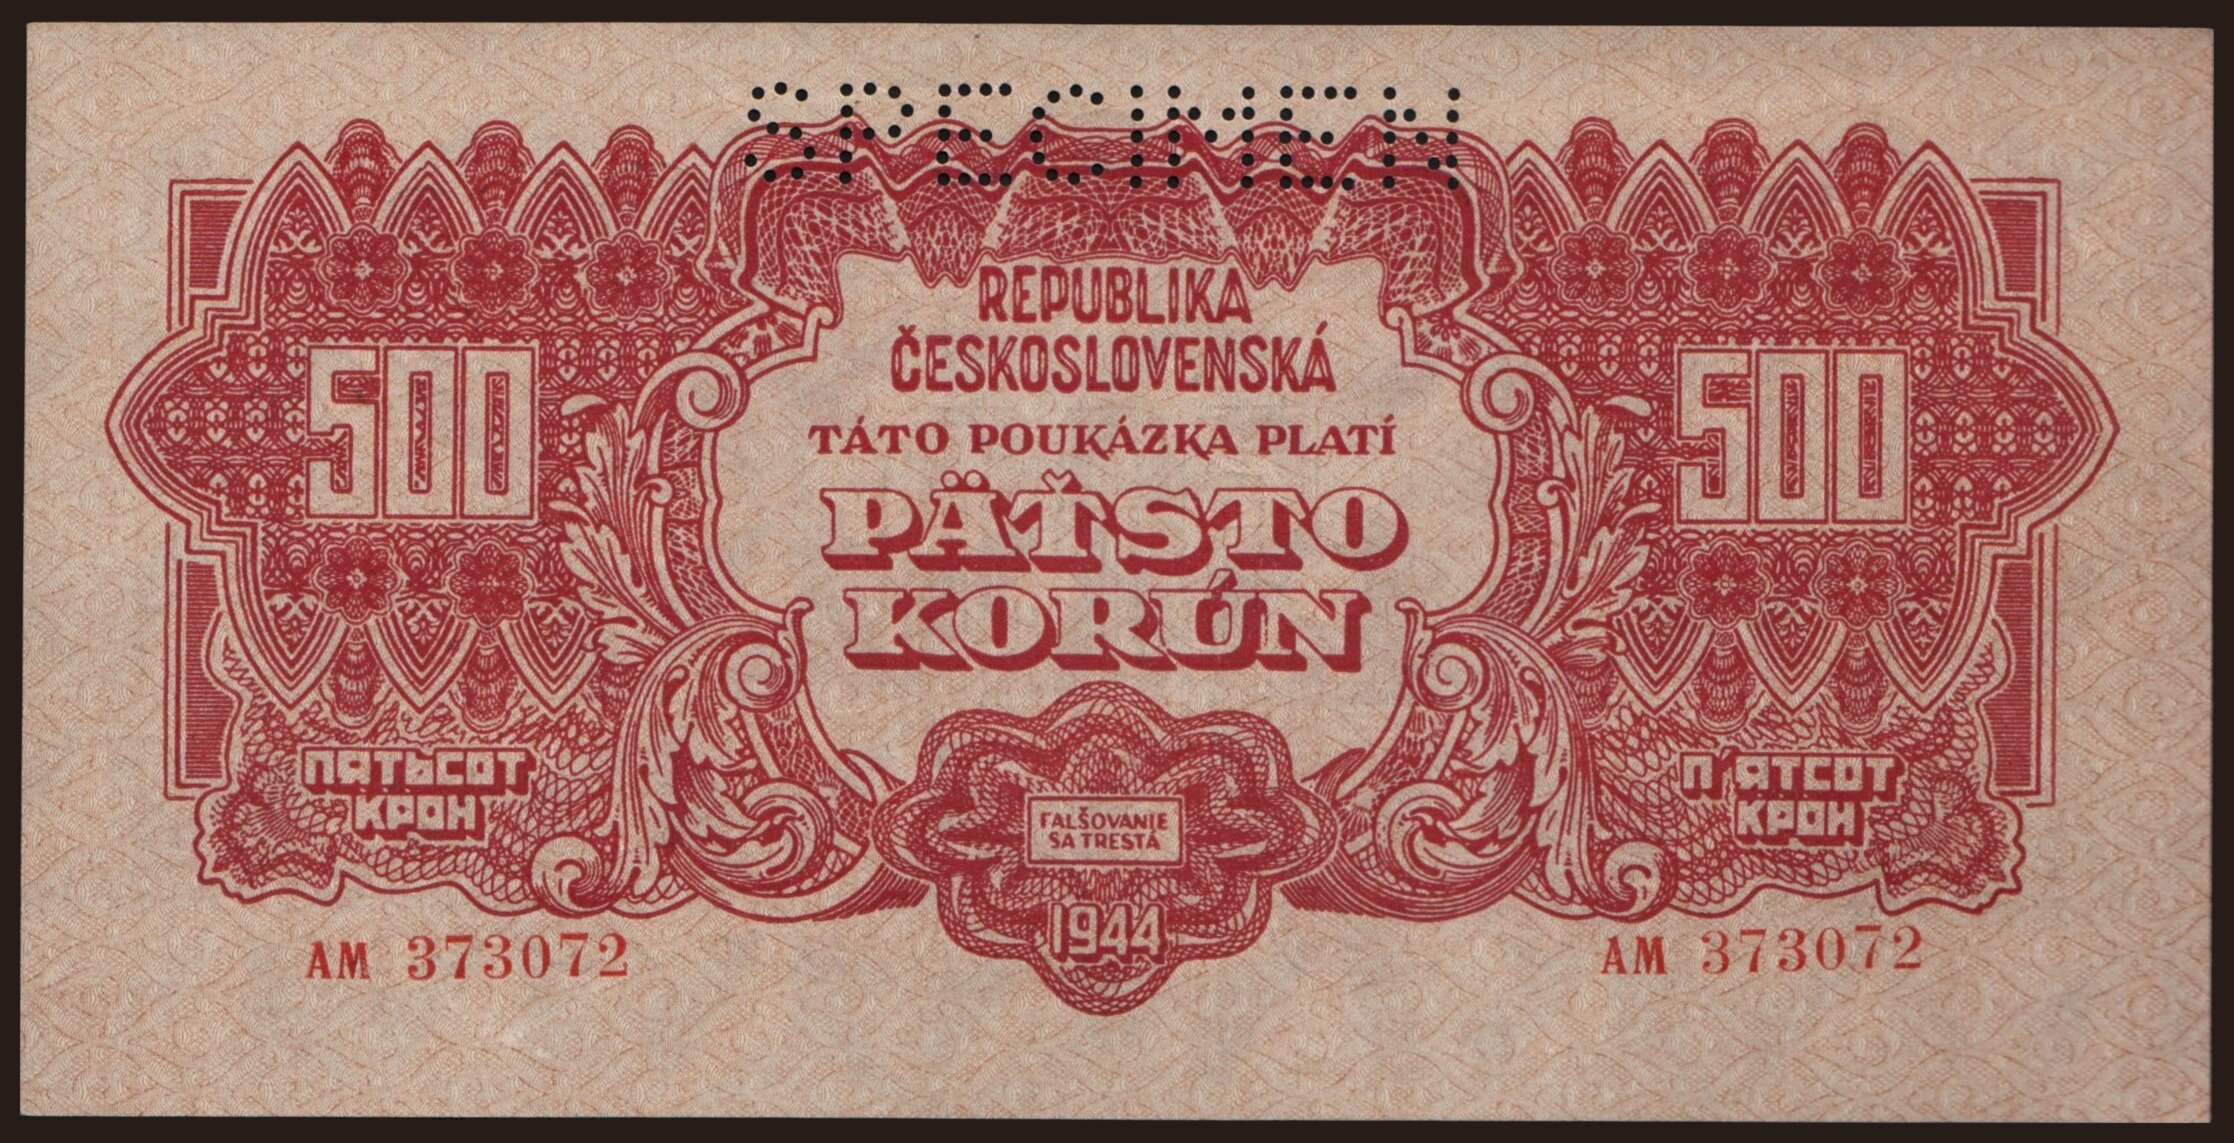 SPECIMEN
REPUBLIKA
ČESKOSLOVENSKÁ
TÁTO POUKÁZKA PLATÍ
500
500
PÄŤSTO
KORÚN
ПЯТЬСОТ
КРОН
П'ЯТСОТ
КРОН
FALŠOVANIE
SA TRESTÁ
1944
AM 373072
AM 373072